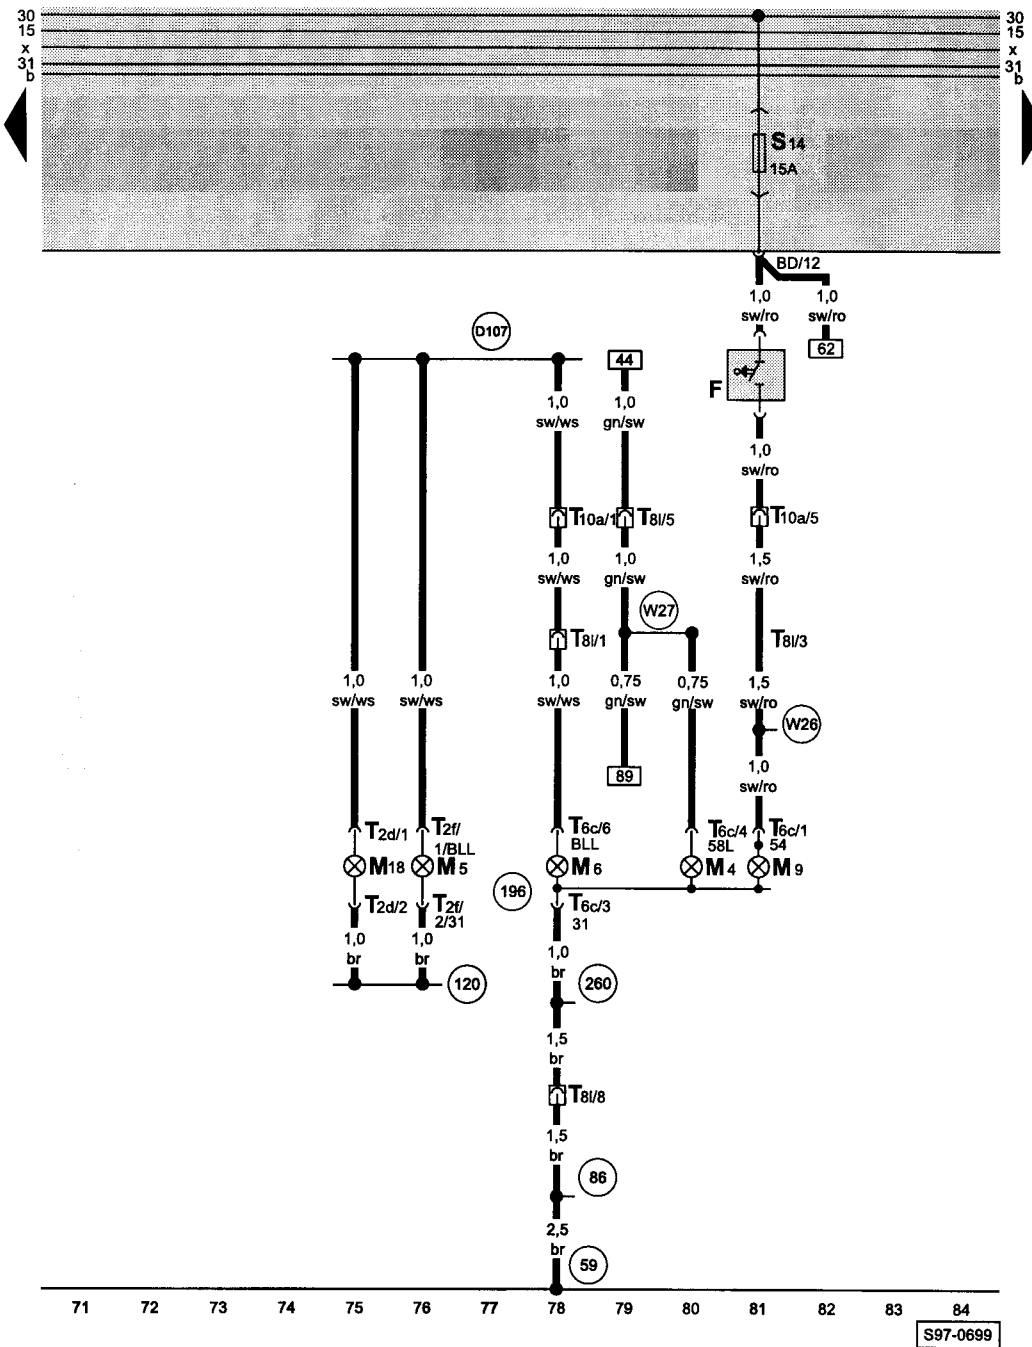 30 30
15 15
x x
31 31
b b
S14
15A
BD/12
1,0 1,0
sw/ro sw/ro
D107
44
62
F
1,0 1,0
sw/ws gn/sw
1,0
sw/ro
T10a/1 T8l/5 T10a/5
1,0 1,0 1,5
sw/ws gn/sw sw/ro
W27
T8l/1 T8l/3
1,0 1,0 1,0 0,75 0,75 1,5
sw/ws sw/ws sw/ws gn/sw gn/sw sw/ro
W26
89
1,0
sw/ro
T2d/1 T2f/ T6c/6 T6c/4 T6c/1
1/BLL BLL 58L 54
M18 M5 M6 M4 M9
196
T2d/2 T2f/ T6c/3
2/31 31
1,0 1,0 1,0
br br br
120 260
1,5
br
T8l/8
1,5
br
86
2,5
br
59
71 72 73 74 75 76 77 78 79 80 81 82 83 84
S97-0699